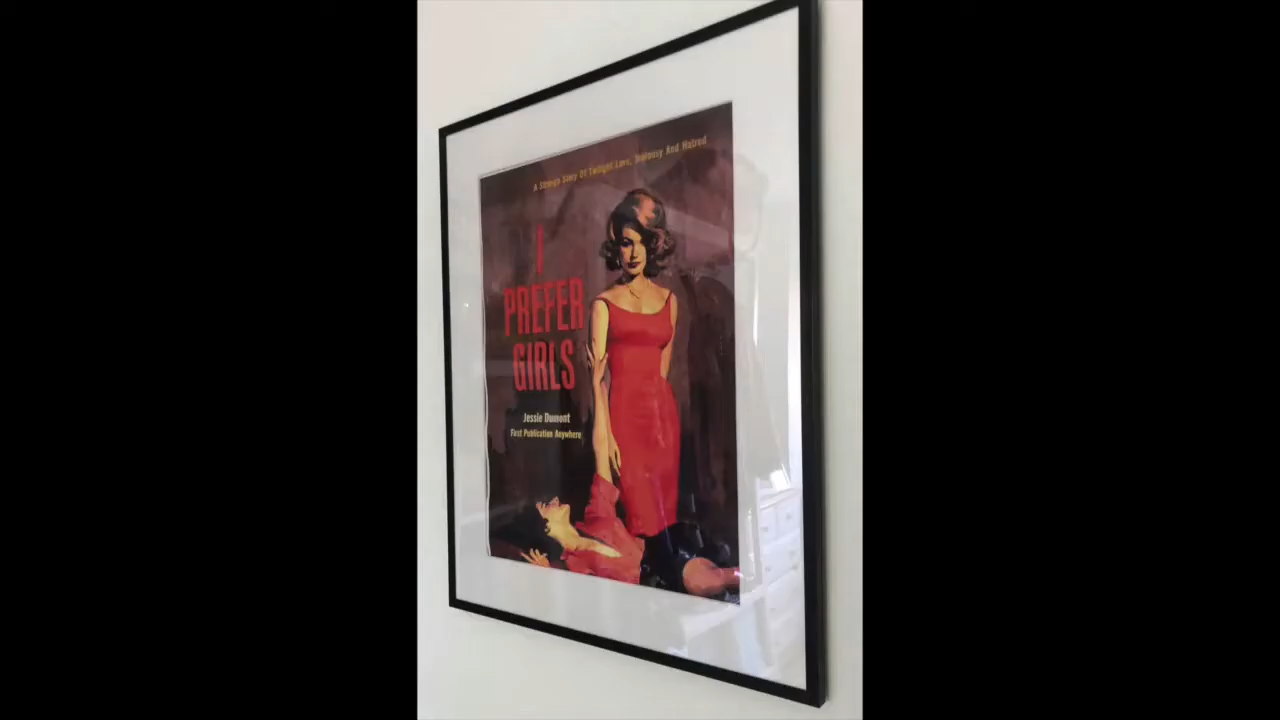 A Strange Story Of Twilight Love, Jealousy And Hatred
I
PREFER
GIRLS
Jessie Dumont
First Publication Anywhere